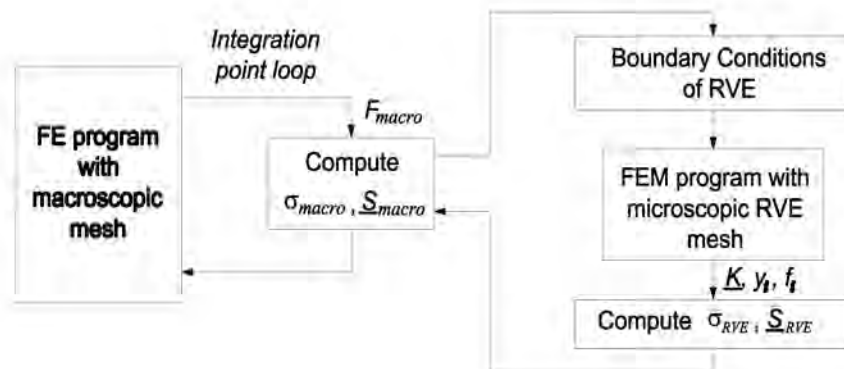 Integration
point loop
FE program
with
macroscopic
mesh
F_macro
Compute
σ_macro , S_macro
Boundary Conditions
of RVE
FEM program with
microscopic RVE
mesh
K, y_i, f_i
Compute σ_RVE , S_RVE